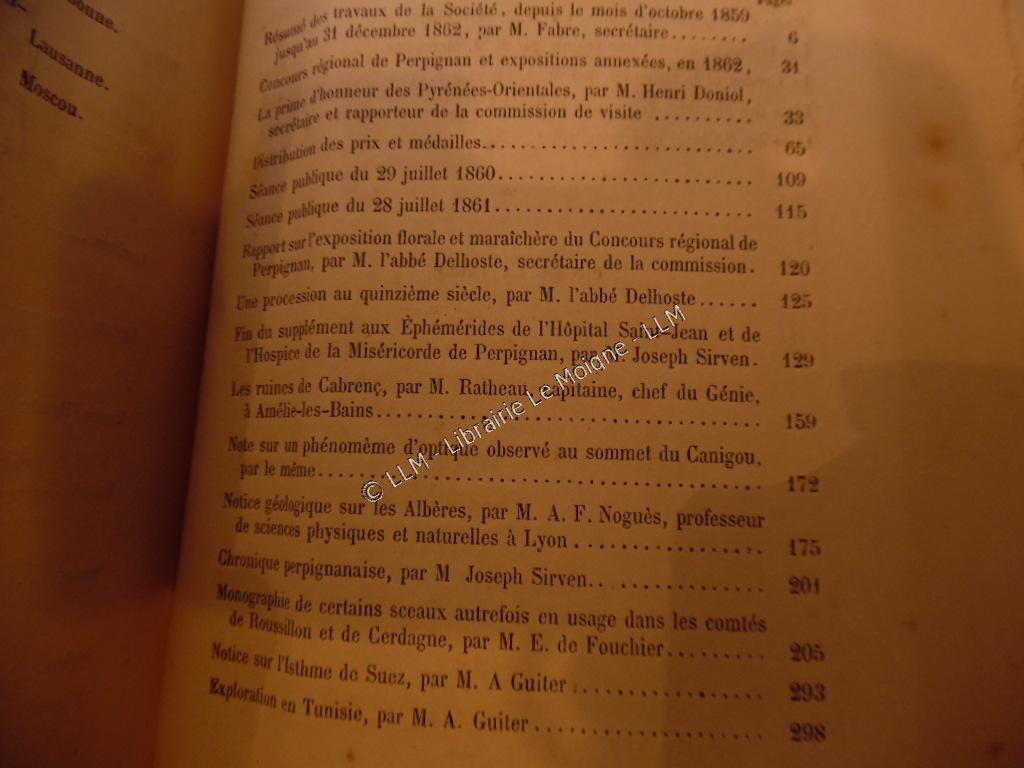 onne.
Lausanne.
Moscou.
Pages
Résumé des travaux de la Société, depuis le mois d'octobre 1859
jusqu'au 31 décembre 1862, par M. Fabre, secrétaire........ 6
Concours régional de Perpignan et expositions annexées, en 1862, 31
La prime d'honneur des Pyrénées-Orientales, par M. Henri Doniol,
secrétaire et rapporteur de la commission de visite .......... 33
Distribution des prix et médailles............................ 65
Séance publique du 29 juillet 1860.......................... 109
Séance publique du 28 juillet 1861.......................... 115
Rapport sur l'exposition florale et maraîchère du Concours régional de
Perpignan, par M. l'abbé Delhoste, secrétaire de la commission. 120
Une procession au quinzième siècle, par M. l'abbé Delhoste...... 125
Fin du supplément aux Èphémérides de l'Hôpital Saint-Jean et de
l'Hospice de la Miséricorde de Perpignan, par M. Joseph Sirven. 129
Les ruines de Cabrenç, par M. Ratheau, capitaine, chef du Génie,
à Amélie-les-Bains....................................... 159
Note sur un phénomème d'optique observé au sommet du Canigou,
par le même............................................. 172
Notice géologique sur les Albères, par M. A. F. Noguès, professeur
de sciences physiques et naturelles à Lyon .................. 175
Chronique perpignanaise, par M Joseph Sirven................ 201
Monographie de certains sceaux autrefois en usage dans les comtés
de Roussillon et de Cerdagne, par M. E. de Fouchier.......... 205
Notice sur l'Isthme de Suez, par M. A Guiter .................. 293
Exploration en Tunisie, par M. A. Guiter ...................... 298
© LLM - Librairie Le Moigne - LLM